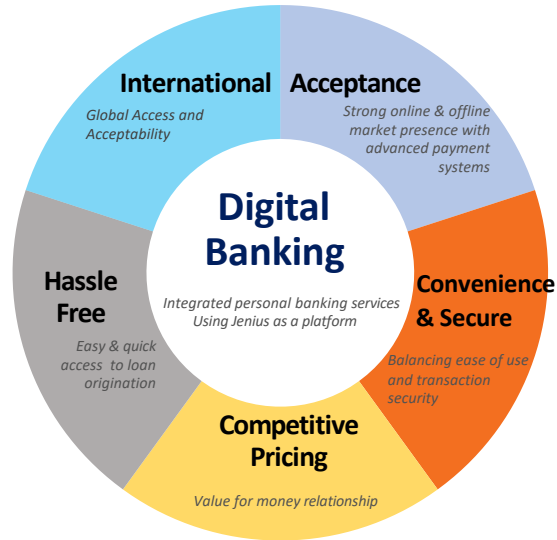 International
Global Access and
Acceptability
Acceptance
Strong online & offline
market presence with
advanced payment
systems
Digital
Banking
Integrated personal banking services
Using Jenius as a platform
Hassle
Free
Easy & quick
access to loan
origination
Convenience
& Secure
Balancing ease of use
and transaction
security
Competitive
Pricing
Value for money relationship